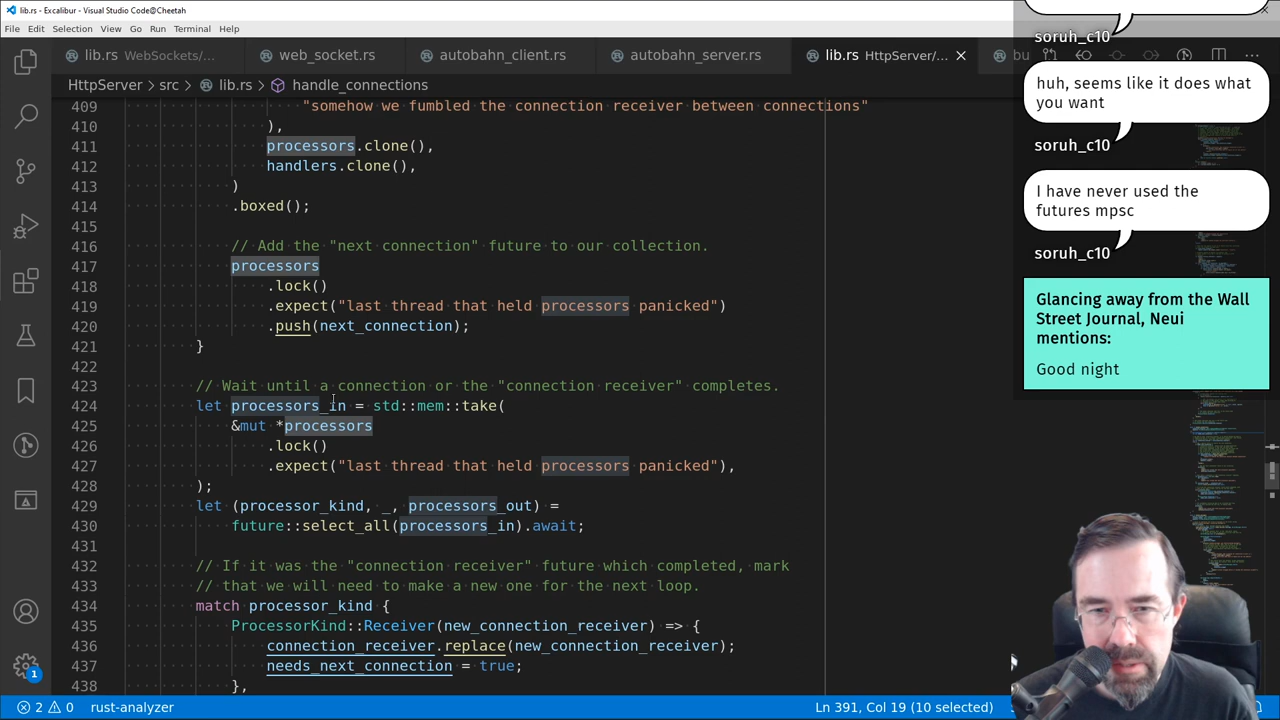 lib.rs - Excalibur - Visual Studio Code@Cheetah
File Edit Selection View Go Run Terminal Help
lib.rs WebSockets/... web_socket.rs autobahn_client.rs autobahn_server.rs lib.rs HttpServer/... bu
HttpServer > src > lib.rs > handle_connections
409 "somehow we fumbled the connection receiver between connections"
410 ),
411 processors.clone(),
412 handlers.clone(),
413 )
414 .boxed();
415
416 // Add the "next connection" future to our collection.
417 processors
418 .lock()
419 .expect("last thread that held processors panicked")
420 .push(next_connection);
421 }
422
423 // Wait until a connection or the "connection receiver" completes.
424 let processors_in = std::mem::take(
425 &mut *processors
426 .lock()
427 .expect("last thread that held processors panicked"),
428 );
429 let (processor_kind, _, processors_out) =
430 future::select_all(processors_in).await;
431
432 // If it was the "connection receiver" future which completed, mark
433 // that we will need to make a new one for the next loop.
434 match processor_kind {
435 ProcessorKind::Receiver(new_connection_receiver) => {
436 connection_receiver.replace(new_connection_receiver);
437 needs_next_connection = true;
438 },
soruh_c10
huh, seems like it does what
you want
soruh_c10
I have never used the
futures mpsc
soruh_c10
Glancing away from the Wall
Street Journal, Neui
mentions:
Good night
1
2 0 rust-analyzer Ln 391, Col 19 (10 selected)